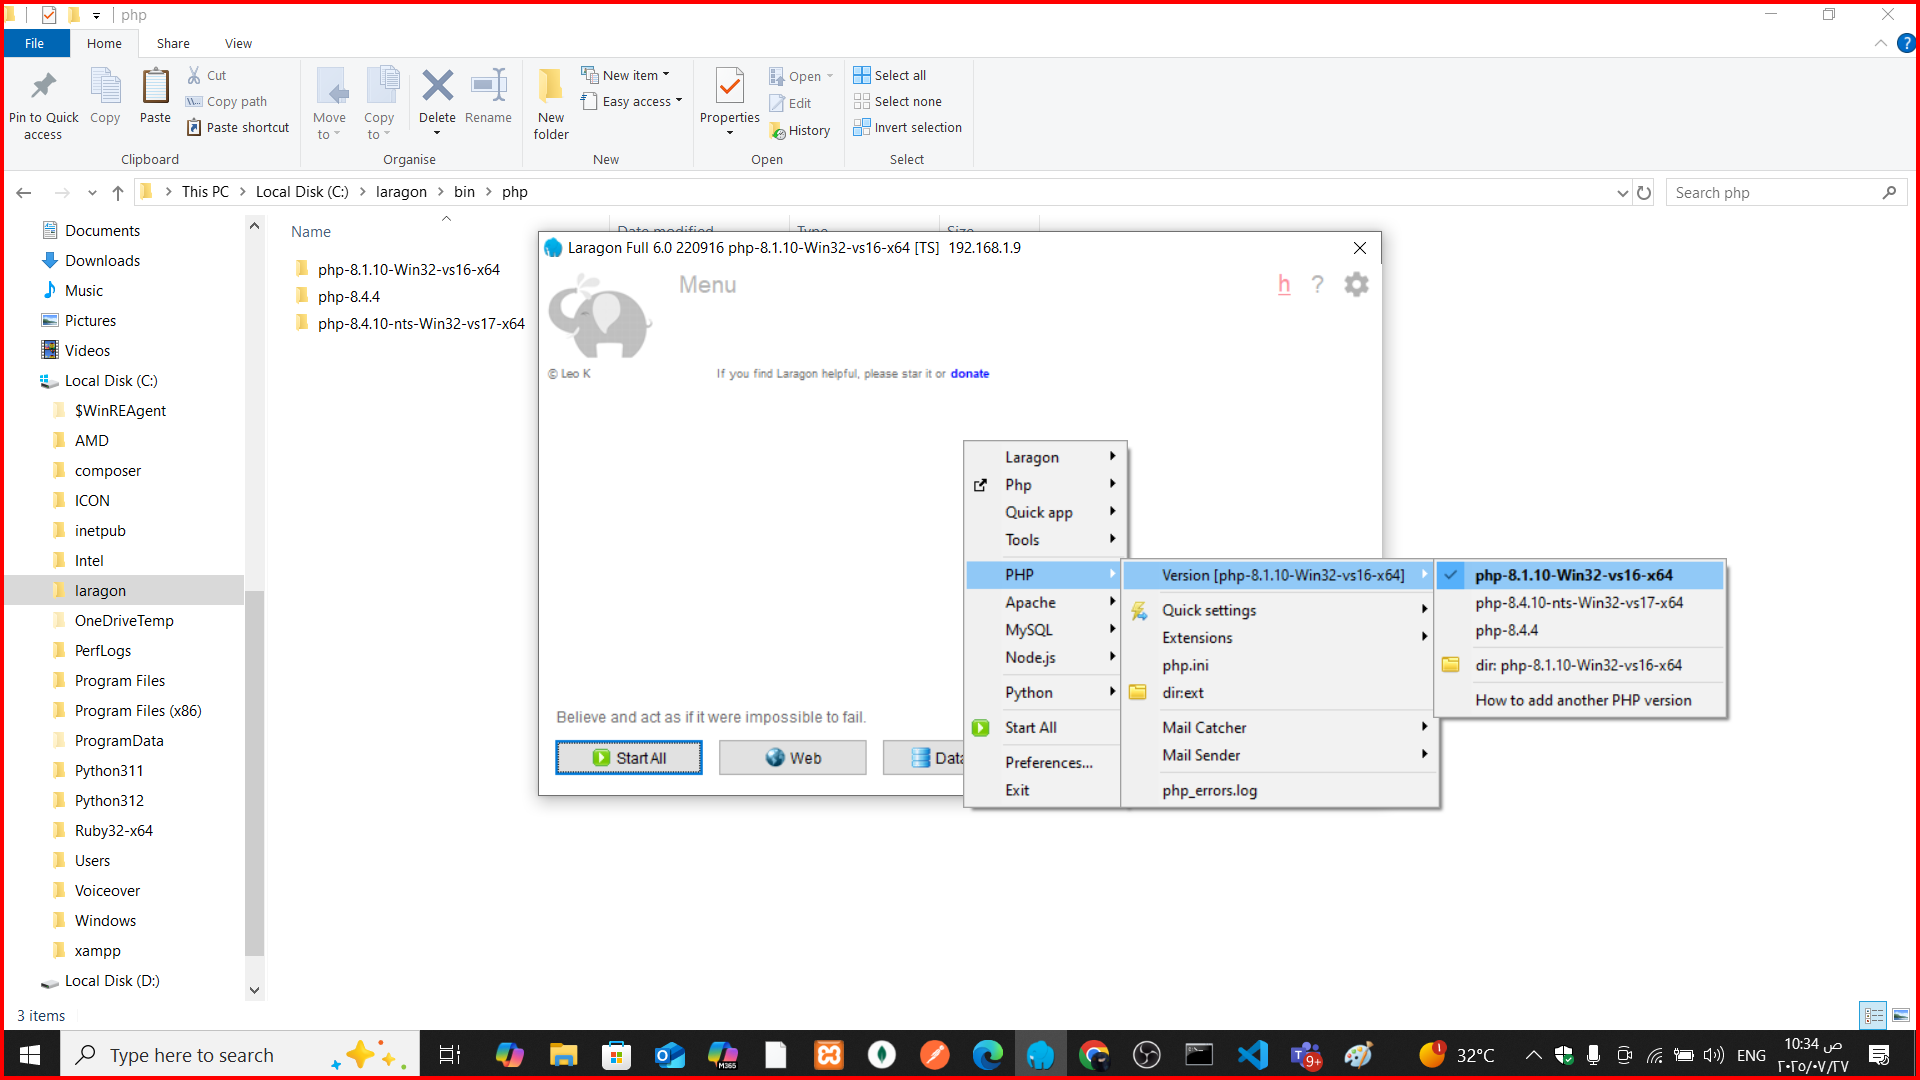 php
File
Home
Share
View
?
Pin to Quick access
Copy
Paste
Cut
Copy path
Paste shortcut
Clipboard
Move to
Copy to
Delete
Rename
Organise
New folder
New item
Easy access
New
Properties
Open
Edit
History
Open
Select all
Select none
Invert selection
Select
This PC
Local Disk (C:)
laragon
bin
php
Search php
Documents
Downloads
Music
Pictures
Videos
Local Disk (C:)
$WinREAgent
AMD
composer
ICON
inetpub
Intel
laragon
OneDriveTemp
PerfLogs
Program Files
Program Files (x86)
ProgramData
Python311
Python312
Ruby32-x64
Users
Voiceover
Windows
xampp
Local Disk (D:)
Name
Date modified
Type
Size
php-8.1.10-Win32-vs16-x64
php-8.4.4
php-8.4.10-nts-Win32-vs17-x64
Laragon Full 6.0 220916 php-8.1.10-Win32-vs16-x64 [TS] 192.168.1.9
Menu
h
?
© Leo K
If you find Laragon helpful, please star it or donate
Believe and act as if it were impossible to fail.
Start All
Web
Data
Laragon
Php
Quick app
Tools
PHP
Apache
MySQL
Node.js
Python
Start All
Preferences...
Exit
Version [php-8.1.10-Win32-vs16-x64]
Quick settings
Extensions
php.ini
dir:ext
Mail Catcher
Mail Sender
php_errors.log
php-8.1.10-Win32-vs16-x64
php-8.4.10-nts-Win32-vs17-x64
php-8.4.4
dir: php-8.1.10-Win32-vs16-x64
How to add another PHP version
3 items
Type here to search
M365
9+
1
32°C
ENG
10:34 ص
٢٠٢٥/٠٧/٢٧